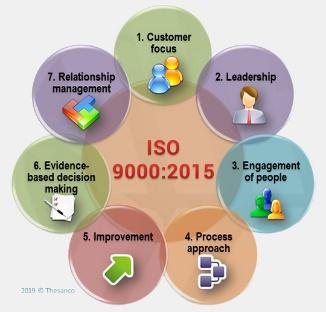 1. Customer
focus
2. Leadership
3. Engagement
of people
4. Process
approach
5. Improvement
6. Evidence-
based decision
making
7. Relationship
management
ISO
9000:2015
2019 © Thesanco